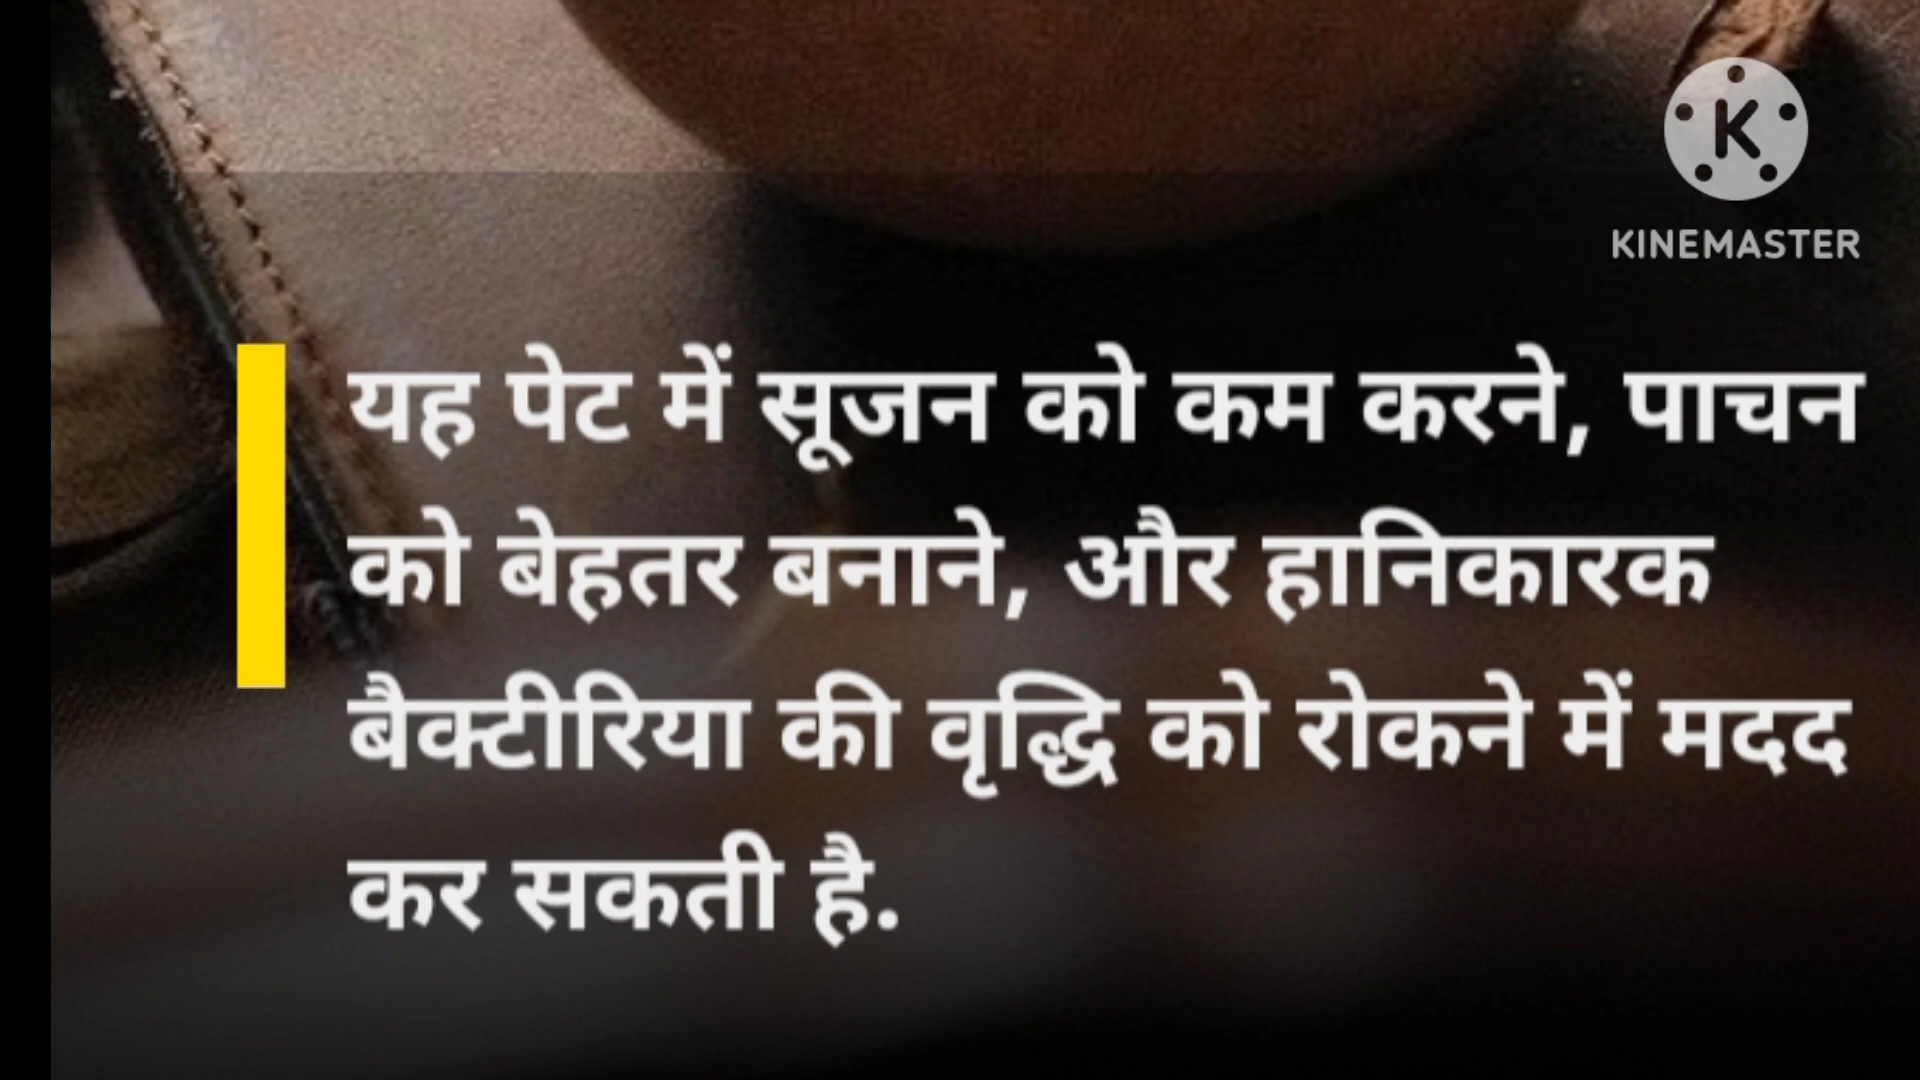 KINEMASTER
यह पेट में सूजन को कम करने, पाचन
को बेहतर बनाने, और हानिकारक
बैक्टीरिया की वृद्धि को रोकने में मदद
कर सकती है.